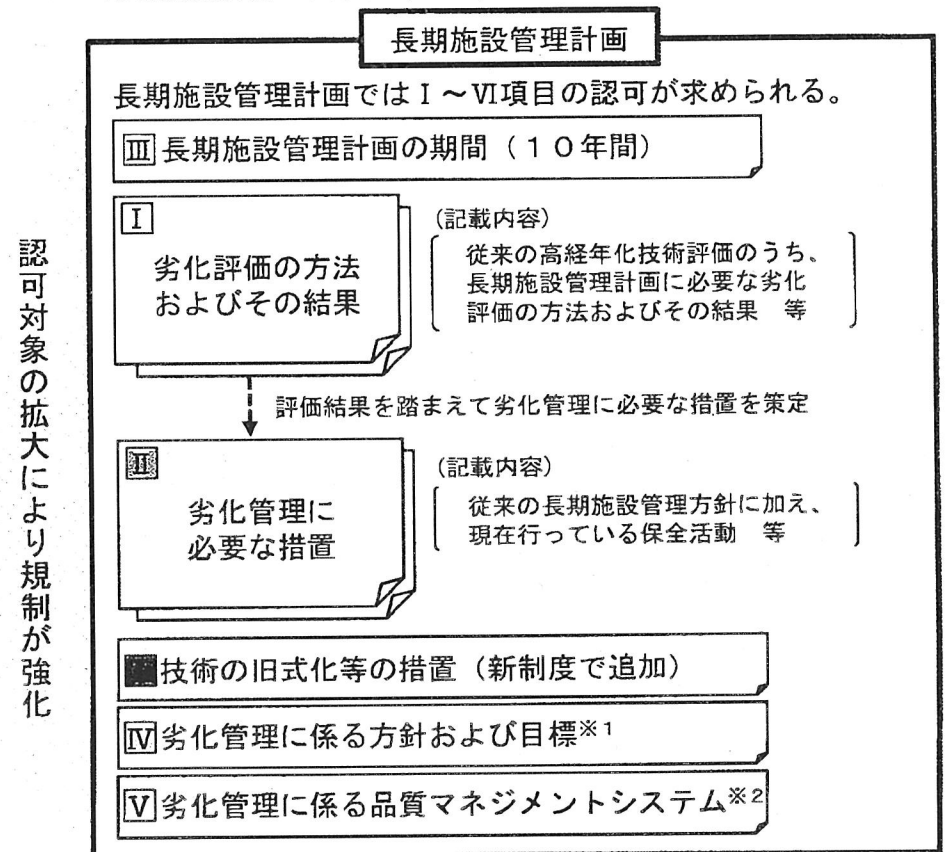 長期施設管理計画
長期施設管理計画ではⅠ~Ⅵ項目の認可が求められる。
Ⅲ 長期施設管理計画の期間(10年間)
Ⅰ
劣化評価の方法
およびその結果
(記載内容)
従来の高経年化技術評価のうち、
長期施設管理計画に必要な劣化
評価の方法およびその結果 等
評価結果を踏まえて劣化管理に必要な措置を策定
Ⅱ
劣化管理に
必要な措置
(記載内容)
従来の長期施設管理方針に加え、
現在行っている保全活動 等
技術の旧式化等の措置(新制度で追加)
Ⅳ 劣化管理に係る方針および目標※1
Ⅴ 劣化管理に係る品質マネジメントシステム※2
認可対象の拡大により規制が強化